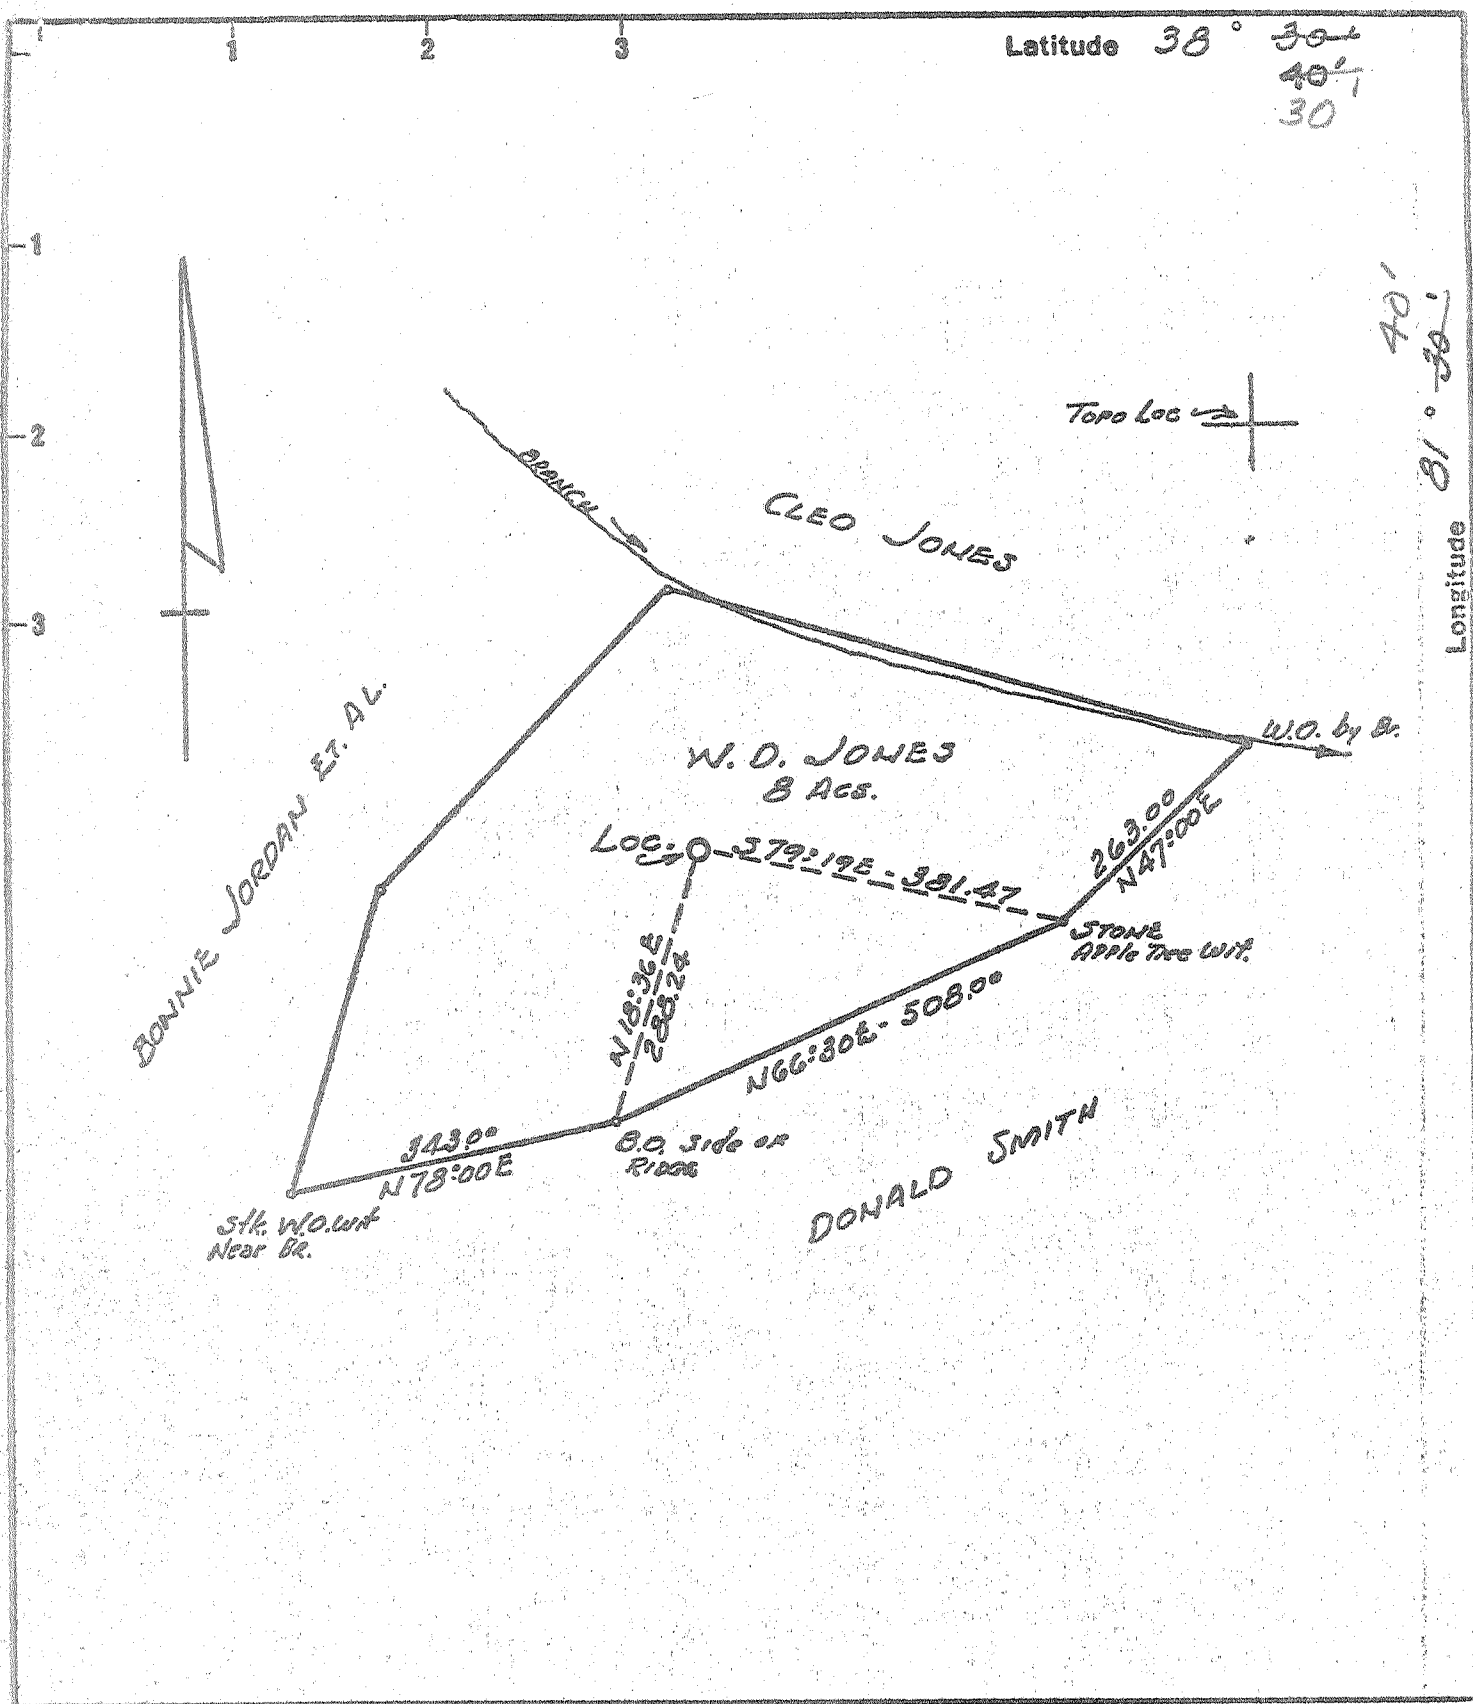 1 2 3
Latitude 38° 30'
40'
30
1
2
3
40'
Longitude 81° 30'
TOPO LOC
BRANCH
CLEO JONES
BONNIE JORDAN ET. AL.
W.O. by Br.
W. D. JONES
8 Acs.
LOC.
S79:19E - 381.47
263.00
N47:00E
STONE
Apple Tree Wit.
N18:36E
288.24
N66:30E - 508.00
343.00
N78:00E
B.O. Side of
Ridge
Stk. W.O. Wit
Near BR.
DONALD SMITH